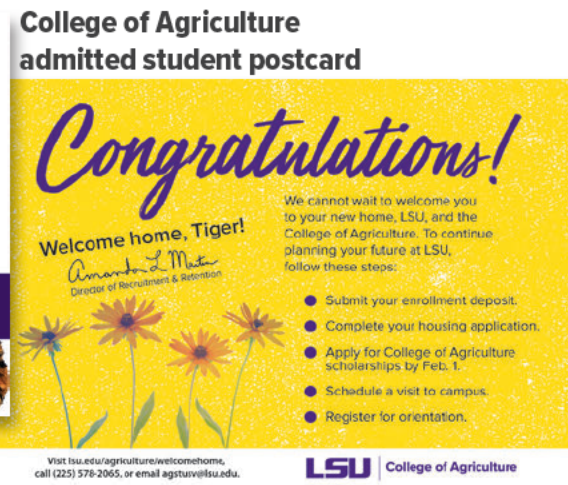 College of Agriculture
admitted student postcard
Congratulations!
Welcome home, Tiger!
Amanda L Martin
Director of Recruitment & Retention
We cannot wait to welcome you
to your new home, LSU, and the
College of Agriculture. To continue
planning your future at LSU,
follow these steps:
Submit your enrollment deposit.
Complete your housing application.
Apply for College of Agriculture
scholarships by Feb. 1.
Schedule a visit to campus.
Register for orientation.
Visit lsu.edu/agriculture/welcomehome,
call (225) 578-2065, or email agstusv@lsu.edu.
LSU College of Agriculture